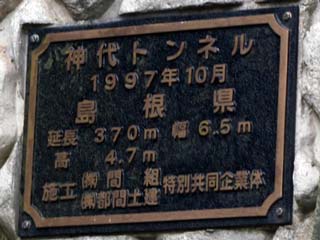 神代トンネル
1997年10月
島根県
延長 370m 幅 6.5m
高 4.7m
施工 ㈱間組 特別共同企業体
㈱都間土建